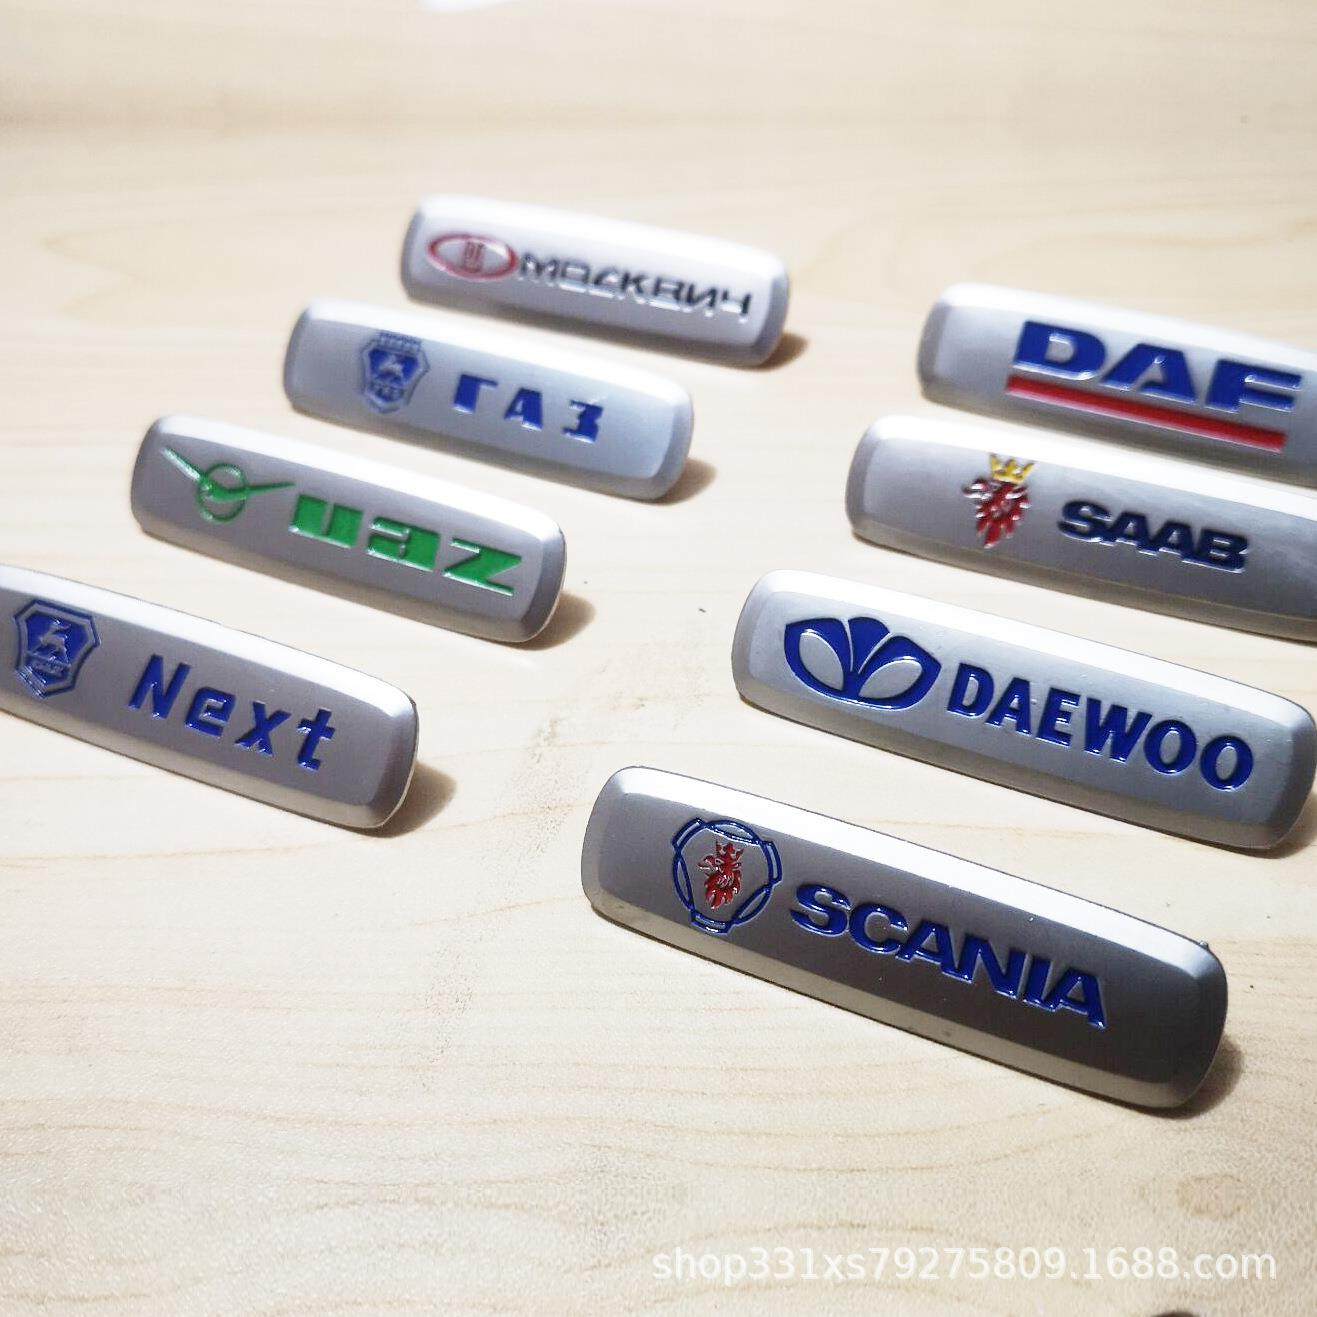 МОСКВИЧ
ГАЗ
uaz
Next
DAF
SAAB
DAEWOO
SCANIA
shop331xs79275809.1688.com